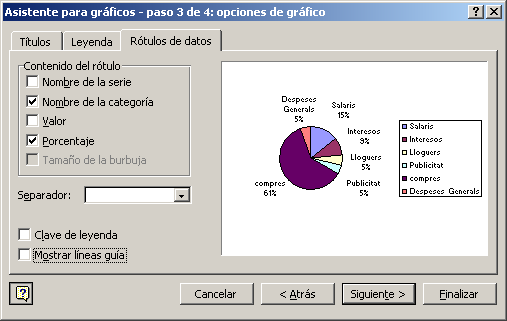 Asistente para gráficos - paso 3 de 4: opciones de gráfico
Títulos
Leyenda
Rótulos de datos
Contenido del rótulo
Nombre de la serie
Nombre de la categoría
Valor
Porcentaje
Tamaño de la burbuja
Separador:
Clave de leyenda
Mostrar líneas guía
Despeses
Generals
5%
Salaris
15%
Interesos
9%
Lloguers
5%
Publicitat
5%
compres
61%
Salaris
Interesos
Lloguers
Publicitat
compres
Despeses Generals
?
Cancelar
< Atrás
Siguiente >
Finalizar